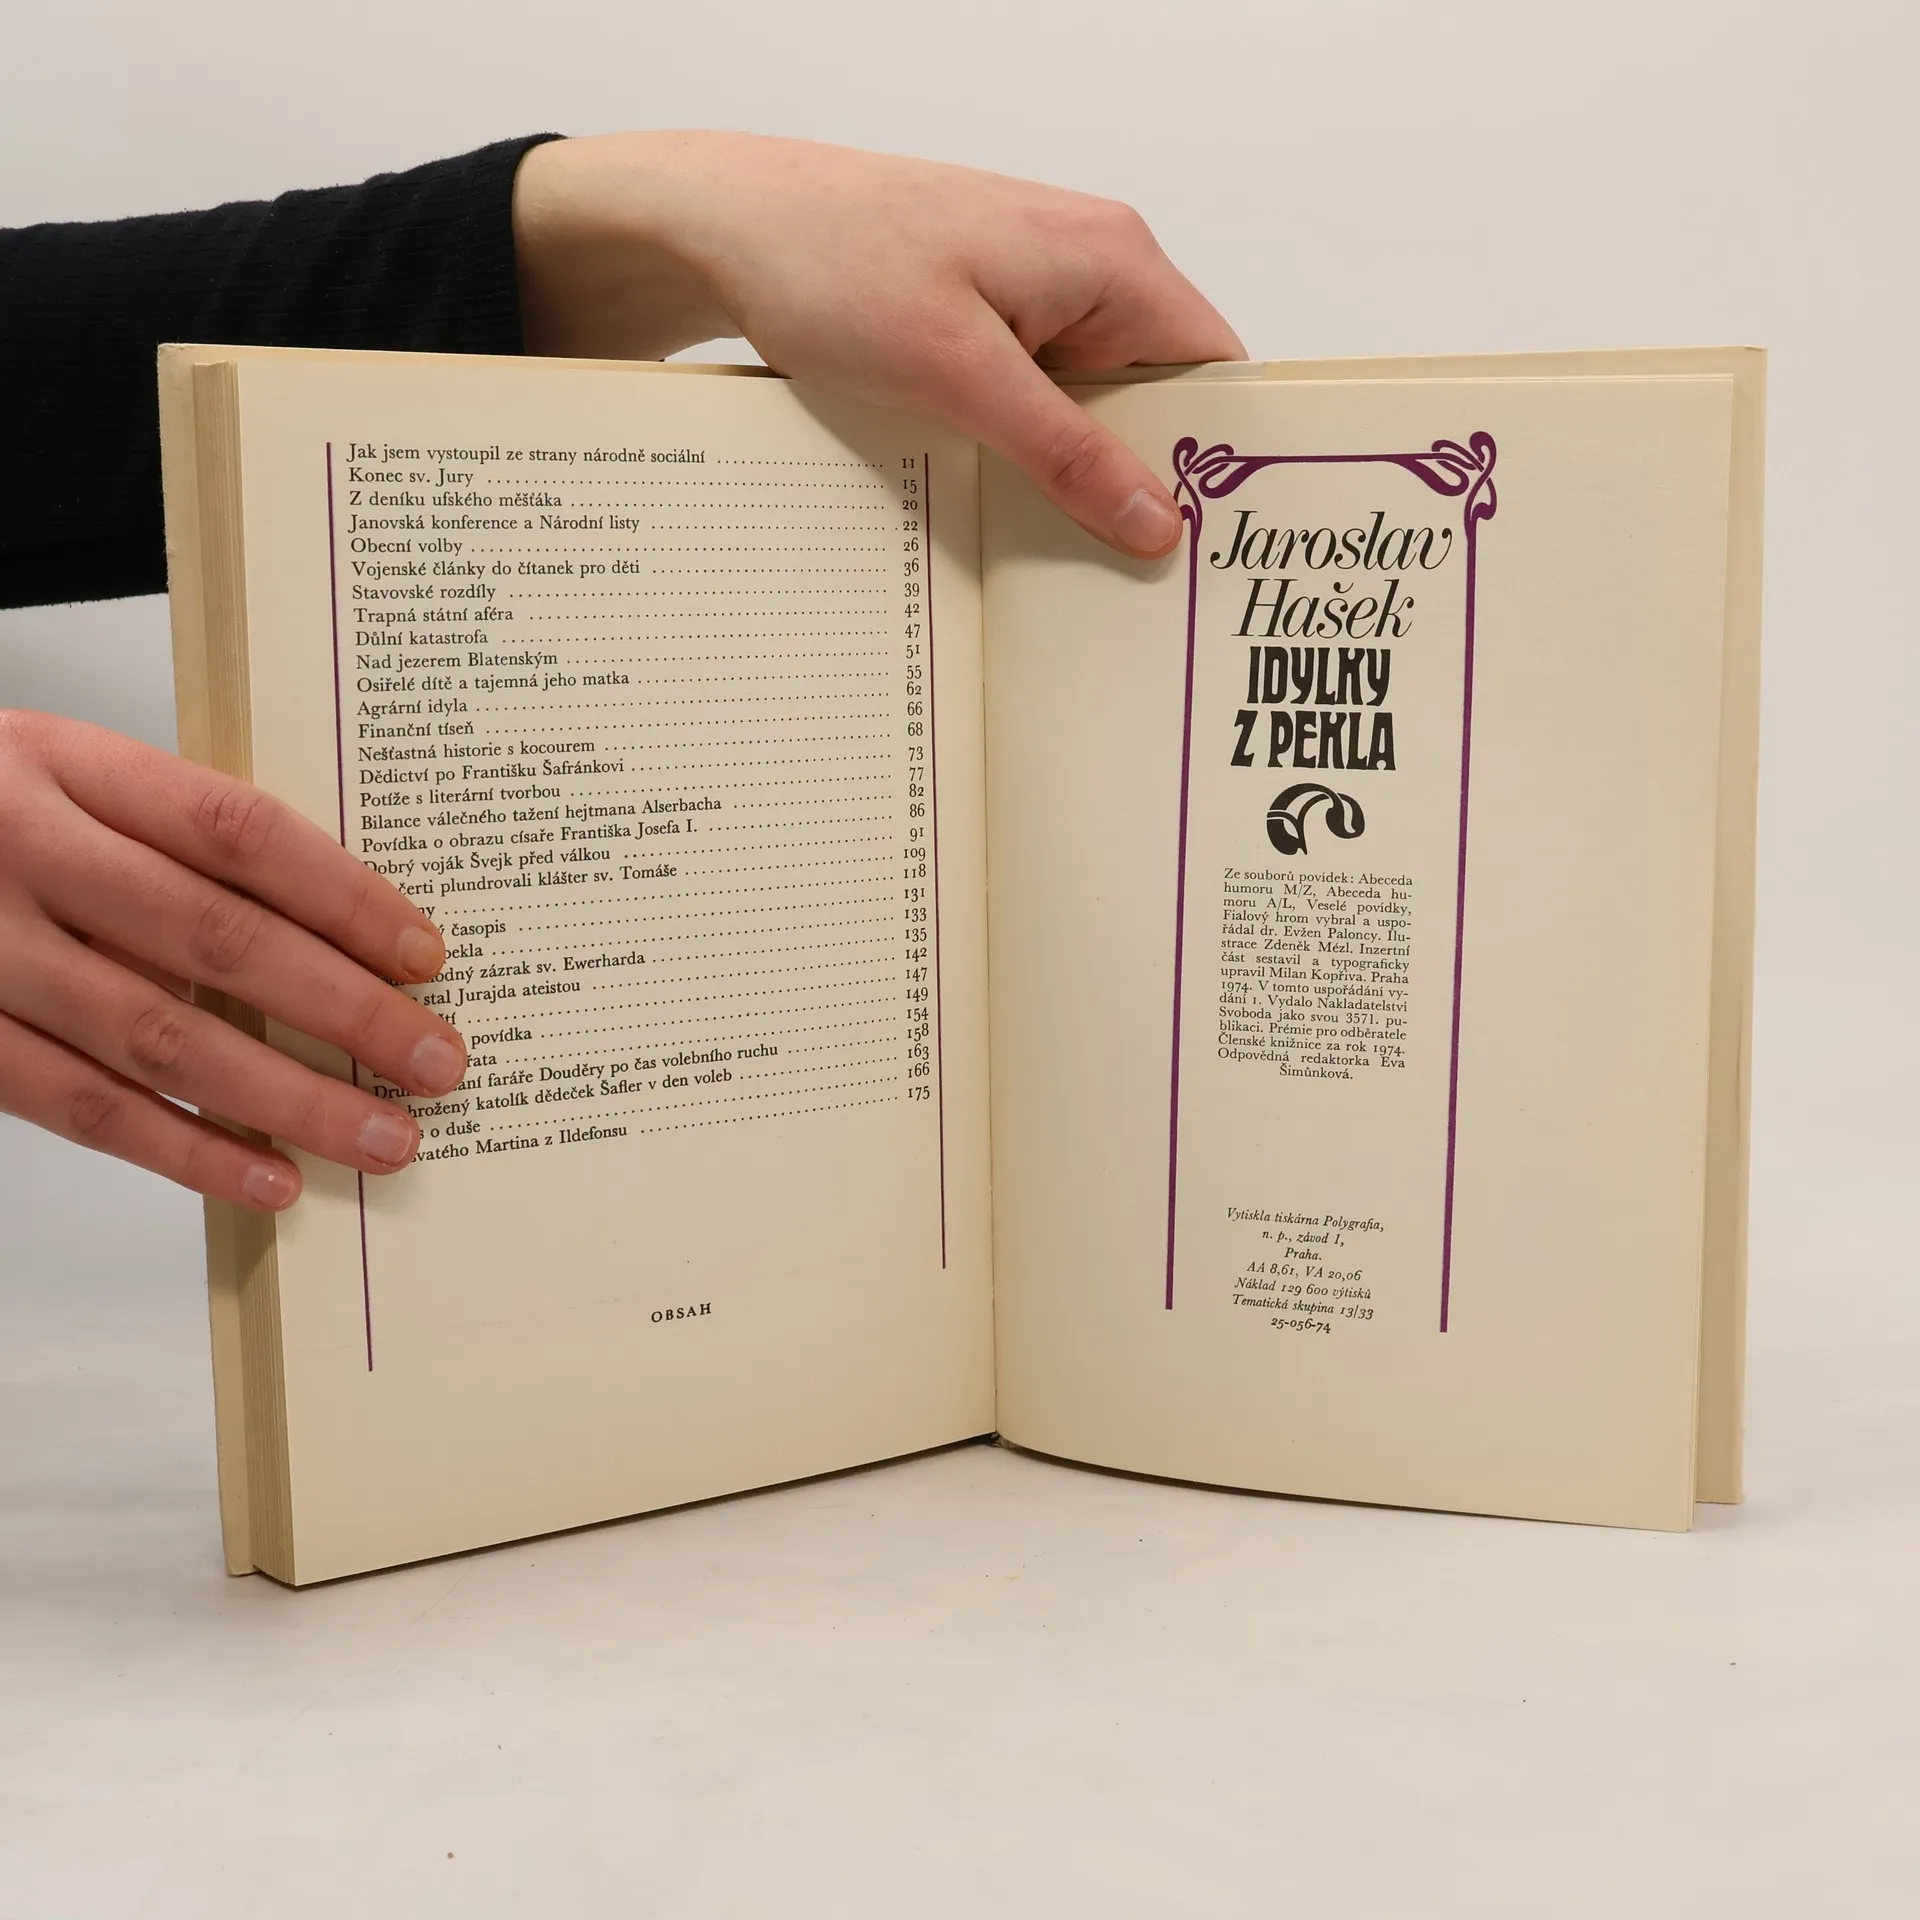 Jak jsem vystoupil ze strany národně sociální 11
Konec sv. Jury 15
Z deníku ufského měšťáka 20
Janovská konference a Národní listy 22
Obecní volby 26
Vojenské články do čítanek pro děti 36
Stavovské rozdíly 39
Trapná státní aféra 42
Důlní katastrofa 47
Nad jezerem Blatenským 51
Osiřelé dítě a tajemná jeho matka 55
Agrární idyla 62
Finanční tíseň 66
Nešťastná historie s kocourem 68
Dědictví po Františku Šafránkovi 73
Potíže s literární tvorbou 77
Bilance válečného tažení hejtmana Alserbacha 82
Povídka o obrazu císaře Františka Josefa I. 86
Dobrý voják Švejk před válkou 91
čerti plundrovali klášter sv. Tomáše 109
118
časopis 131
pekla 133
zázrak sv. Ewerharda 135
stal Jurajda ateistou 142
147
povídka 149
154
faráře Douděry po čas volebního ruchu 158
katolík dědeček Šafler v den voleb 163
o duše 166
svatého Martina z Ildefonsu 175
OBSAH
Jaroslav
Hašek
IDYLKY
Z PEKLA
Ze souborů povídek: Abeceda
humoru M/Z, Abeceda hu-
moru A/L, Veselé povídky,
Fialový hrom vybral a uspo-
řádal dr. Evžen Paloncy. Ilu-
strace Zdeněk Mézl. Inzertní
část sestavil a typograficky
upravil Milan Kopřiva. Praha
1974. V tomto uspořádání vy-
dání 1. Vydalo Nakladatelství
Svoboda jako svou 3571. pu-
blikaci. Prémie pro odběratele
Členské knižnice za rok 1974.
Odpovědná redaktorka Eva
Šimůnková.
Vytiskla tiskárna Polygrafia,
n. p., závod 1,
Praha.
AA 8,61, VA 20,06
Náklad 129 600 výtisků
Tematická skupina 13/33
25-056-74